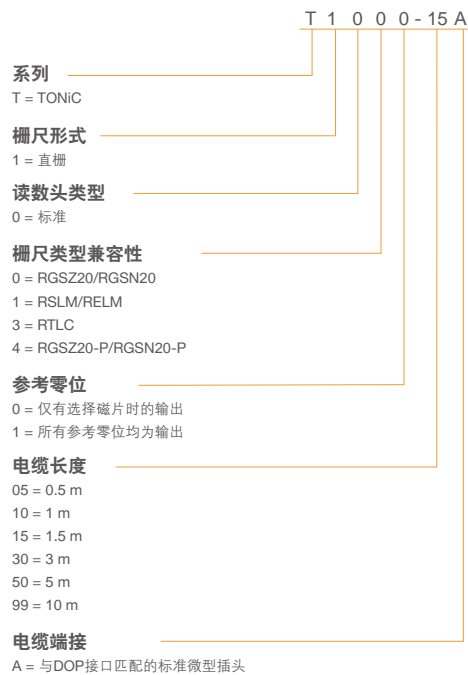 T 1 0 0 0 - 15 A
系列
T = TONiC
栅尺形式
1 = 直栅
读数头类型
0 = 标准
栅尺类型兼容性
0 = RGSZ20/RGSN20
1 = RSLM/RELM
3 = RTLC
4 = RGSZ20-P/RGSN20-P
参考零位
0 = 仅有选择磁片时的输出
1 = 所有参考零位均为输出
电缆长度
05 = 0.5 m
10 = 1 m
15 = 1.5 m
30 = 3 m
50 = 5 m
99 = 10 m
电缆端接
A = 与DOP接口匹配的标准微型插头